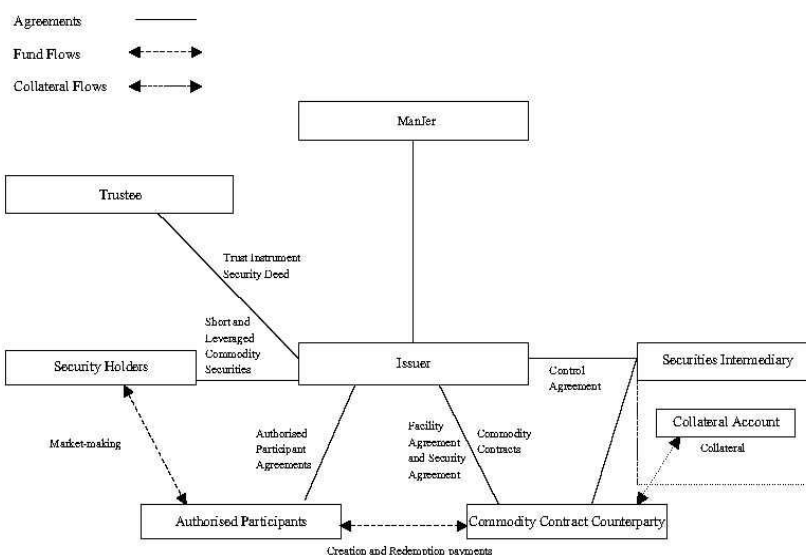 Agreements
Fund Flows
Collateral Flows
ManJer
Trustee
Trust Instrument
Security Deed
Short and
Leveraged
Commodity
Securities
Security Holders
Issuer
Securities Intermediary
Control
Agreement
Collateral Account
Collateral
Market-making
Authorised
Participant
Agreements
Facility
Agreement
and Security
Agreement
Commodity
Contracts
Authorised Participants
Commodity Contract Counterparty
Creation and Redemption payments